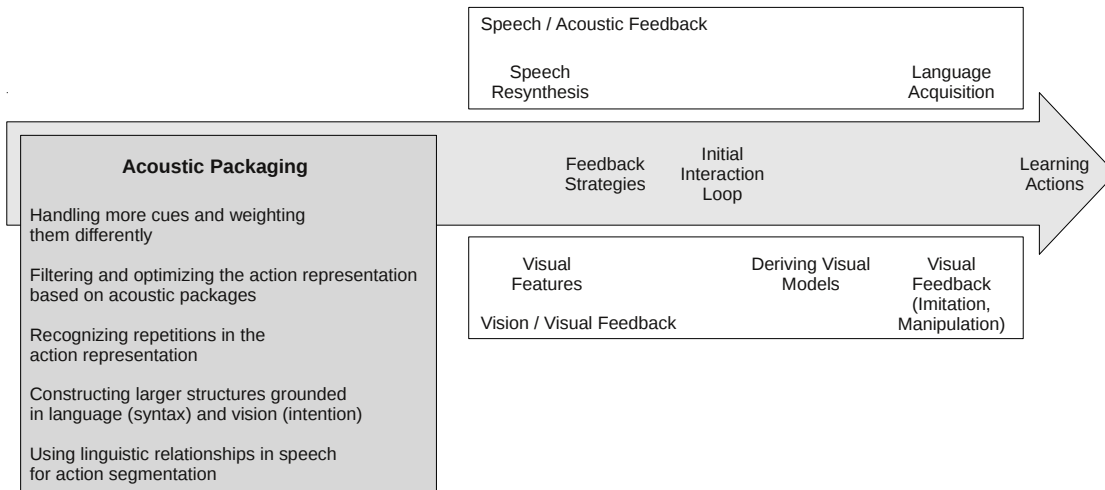 Speech / Acoustic Feedback
Speech
Resynthesis
Language
Acquisition
Acoustic Packaging
Handling more cues and weighting
them differently
Filtering and optimizing the action representation
based on acoustic packages
Recognizing repetitions in the
action representation
Constructing larger structures grounded
in language (syntax) and vision (intention)
Using linguistic relationships in speech
for action segmentation
Feedback
Strategies
Initial
Interaction
Loop
Learning
Actions
Visual
Features
Deriving Visual
Models
Visual
Feedback
(Imitation,
Manipulation)
Vision / Visual Feedback